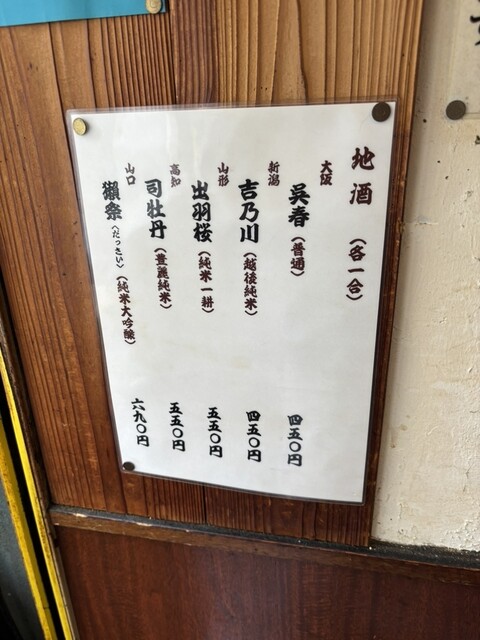 地酒 (各一合)
大阪 呉春 (普通) 四五〇円
新潟 吉乃川 (越後純米) 四五〇円
山形 出羽桜 (純米一耕) 五五〇円
高知 司牡丹 (豊麗純米) 五五〇円
山口 獺祭 (だっさい) (純米大吟醸) 六九〇円